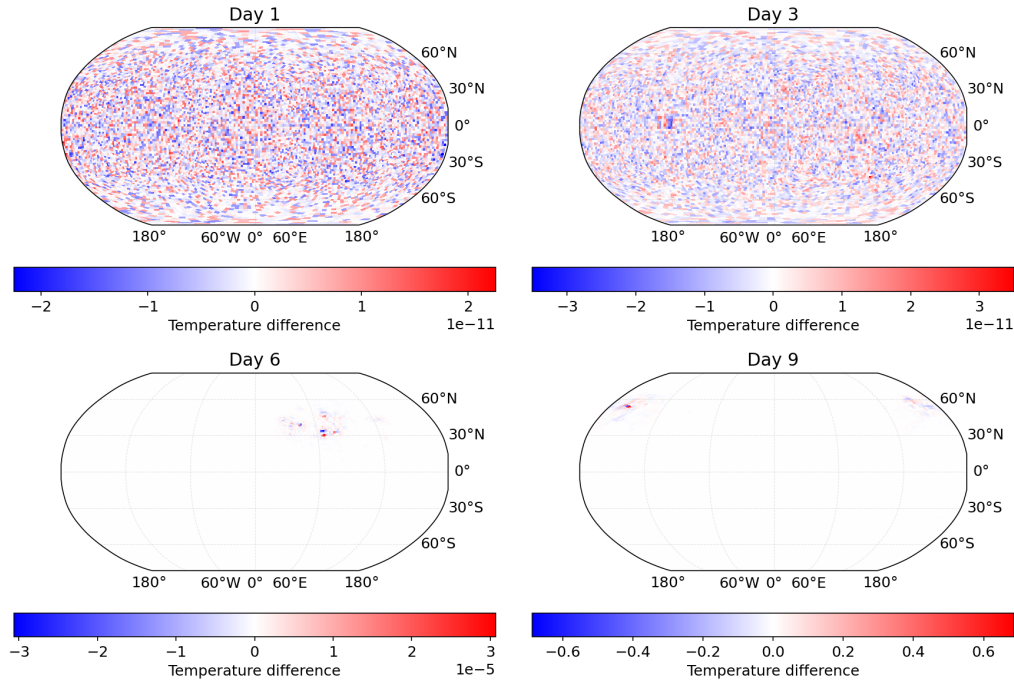 Day 1
Day 3
60°N
30°N
0°
30°S
60°S
180° 60°W 0° 60°E 180°
60°N
30°N
0°
30°S
60°S
180° 60°W 0° 60°E 180°
−2 −1 0 1 2
Temperature difference 1e−11
−3 −2 −1 0 1 2 3
Temperature difference 1e−11
Day 6
Day 9
60°N
30°N
0°
30°S
60°S
180° 60°W 0° 60°E 180°
60°N
30°N
0°
30°S
60°S
180° 60°W 0° 60°E 180°
−3 −2 −1 0 1 2 3
Temperature difference 1e−5
−0.6 −0.4 −0.2 0.0 0.2 0.4 0.6
Temperature difference